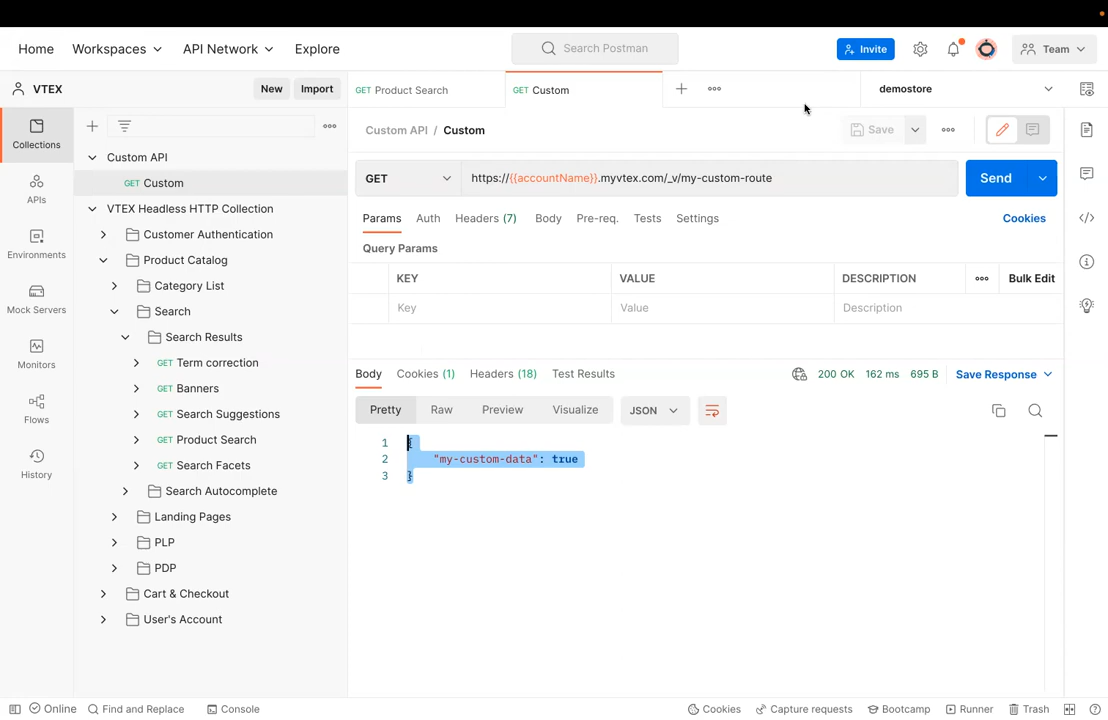 Home Workspaces API Network Explore Search Postman Invite Team
VTEX New Import GET Product Search GET Custom demostore
Collections
APIs
Environments
Mock Servers
Monitors
Flows
History
Custom API
GET Custom
VTEX Headless HTTP Collection
Customer Authentication
Product Catalog
Category List
Search
Search Results
GET Term correction
GET Banners
GET Search Suggestions
GET Product Search
GET Search Facets
Search Autocomplete
Landing Pages
PLP
PDP
Cart & Checkout
User's Account
Custom API / Custom Save
GET https://{{accountName}}.myvtex.com/_v/my-custom-route Send
Params Auth Headers (7) Body Pre-req. Tests Settings Cookies
Query Params
KEY VALUE DESCRIPTION Bulk Edit
Key Value Description
Body Cookies (1) Headers (18) Test Results 200 OK 162 ms 695 B Save Response
Pretty Raw Preview Visualize JSON
1 {
2 "my-custom-data": true
3 }
Online Find and Replace Console Cookies Capture requests Bootcamp Runner Trash